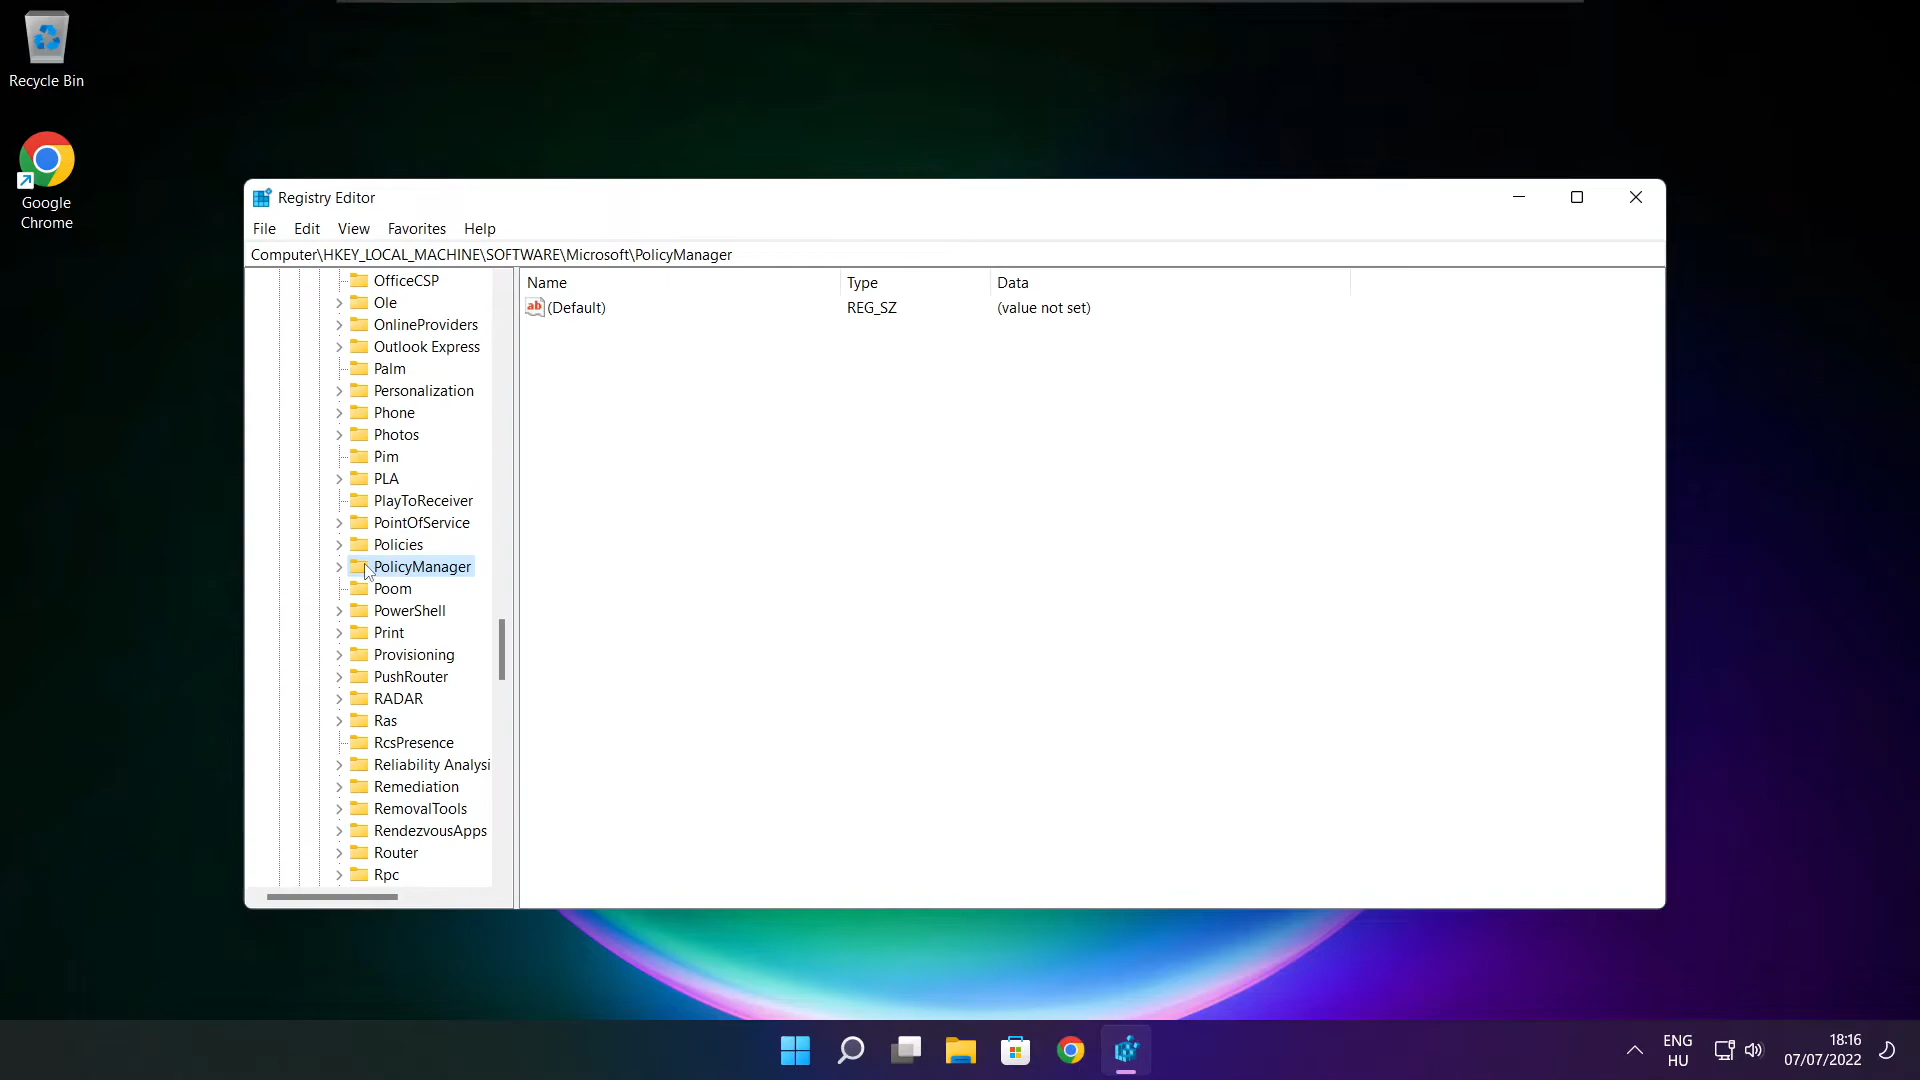 Recycle Bin
Google
Chrome
Registry Editor
File Edit View Favorites Help
Computer\HKEY_LOCAL_MACHINE\SOFTWARE\Microsoft\PolicyManager
OfficeCSP
Ole
OnlineProviders
Outlook Express
Palm
Personalization
Phone
Photos
Pim
PLA
PlayToReceiver
PointOfService
Policies
PolicyManager
Poom
PowerShell
Print
Provisioning
PushRouter
RADAR
Ras
RcsPresence
Reliability Analysi
Remediation
RemovalTools
RendezvousApps
Router
Rpc
Name Type Data
ab (Default) REG_SZ (value not set)
ENG
HU
18:16
07/07/2022